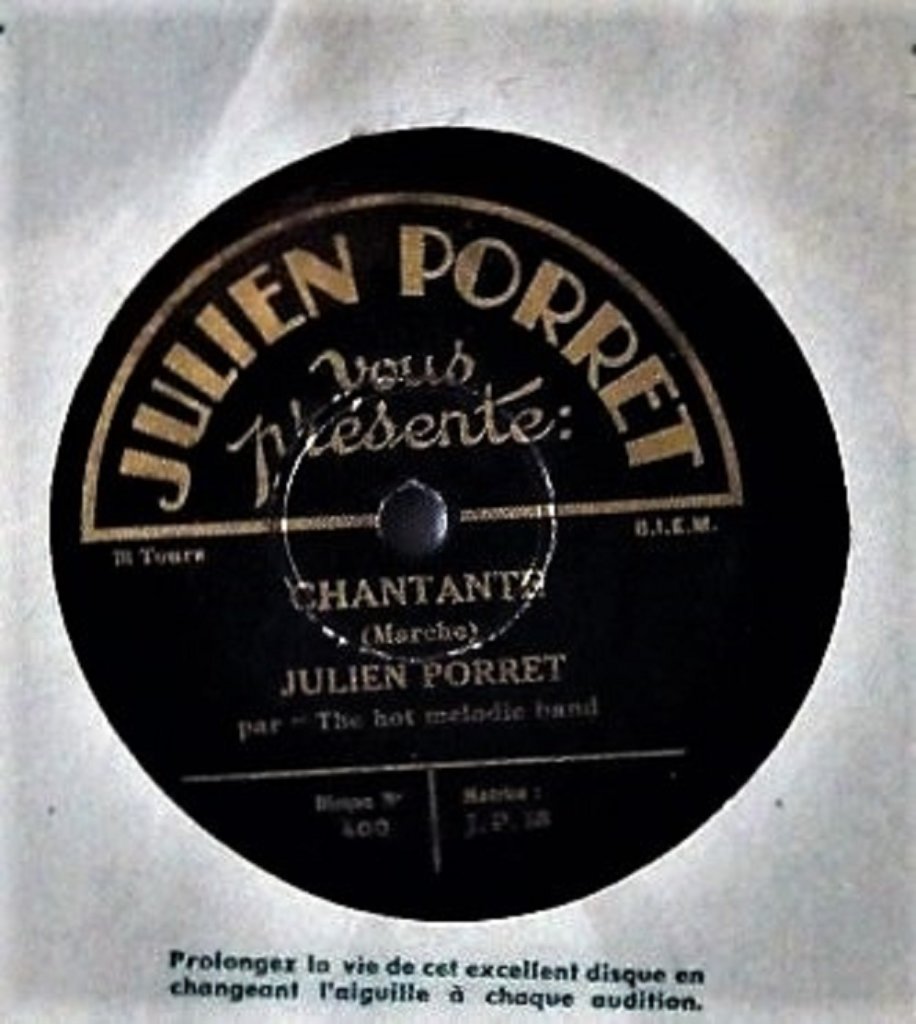 JULIEN PORRET
vous
présente:
78 Tours
B.I.E.M.
CHANTANTE
(Marche)
JULIEN PORRET
par " The hot melodic band
Disque N°
400
Matrice :
J.P.
Prolongez la vie de cet excellent disque en
changeant l'aiguille à chaque audition.